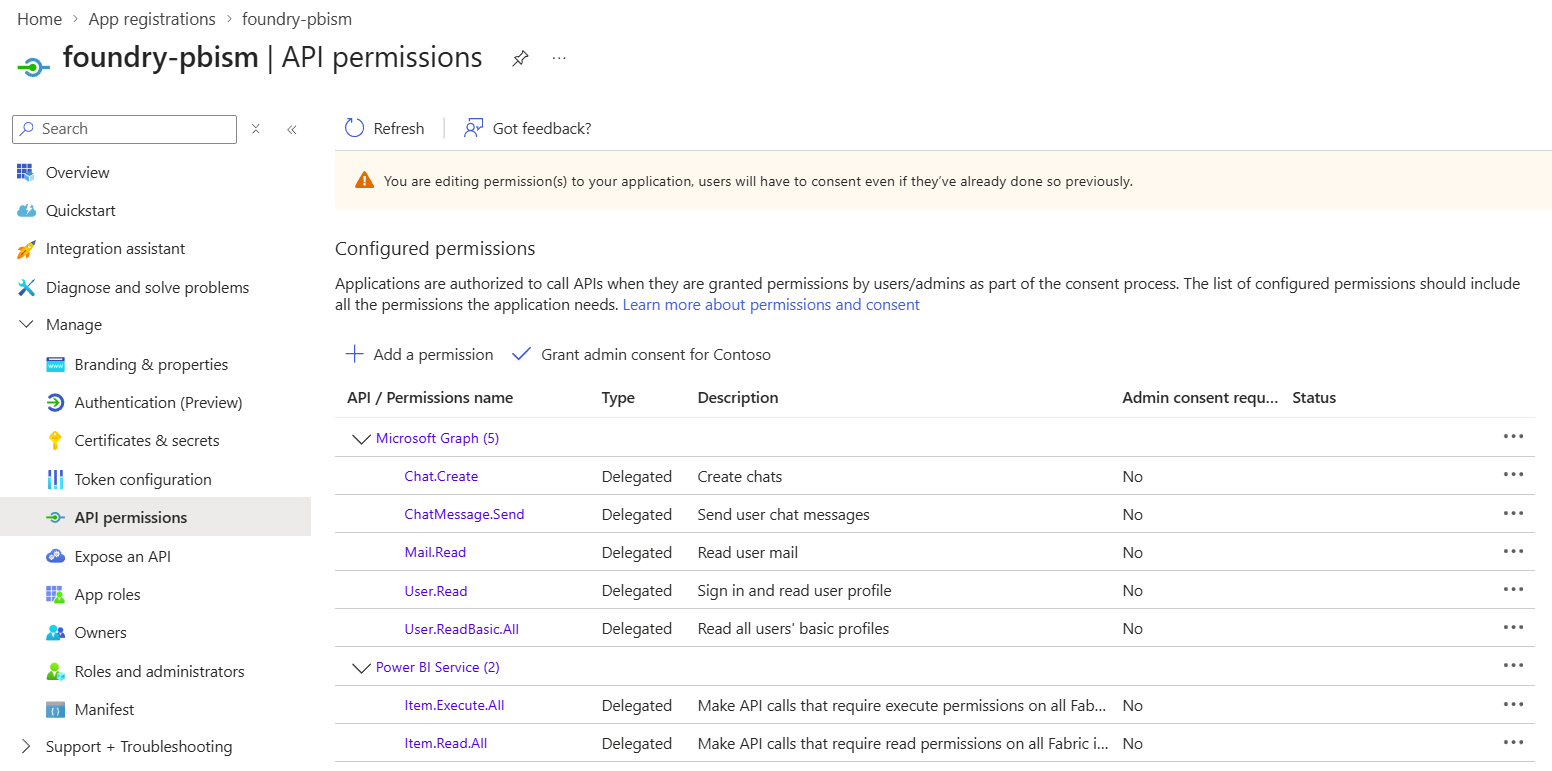 Home > App registrations > foundry-pbism
foundry-pbism | API permissions
Search
Refresh
Got feedback?
Overview
Quickstart
Integration assistant
Diagnose and solve problems
Manage
Branding & properties
Authentication (Preview)
Certificates & secrets
Token configuration
API permissions
Expose an API
App roles
Owners
Roles and administrators
Manifest
Support + Troubleshooting
You are editing permission(s) to your application, users will have to consent even if they’ve already done so previously.
Configured permissions
Applications are authorized to call APIs when they are granted permissions by users/admins as part of the consent process. The list of configured permissions should include
all the permissions the application needs. Learn more about permissions and consent
Add a permission
Grant admin consent for Contoso
API / Permissions name Type Description Admin consent requ... Status
Microsoft Graph (5)
Chat.Create Delegated Create chats No
ChatMessage.Send Delegated Send user chat messages No
Mail.Read Delegated Read user mail No
User.Read Delegated Sign in and read user profile No
User.ReadBasic.All Delegated Read all users' basic profiles No
Power BI Service (2)
Item.Execute.All Delegated Make API calls that require execute permissions on all Fab... No
Item.Read.All Delegated Make API calls that require read permissions on all Fabric i... No